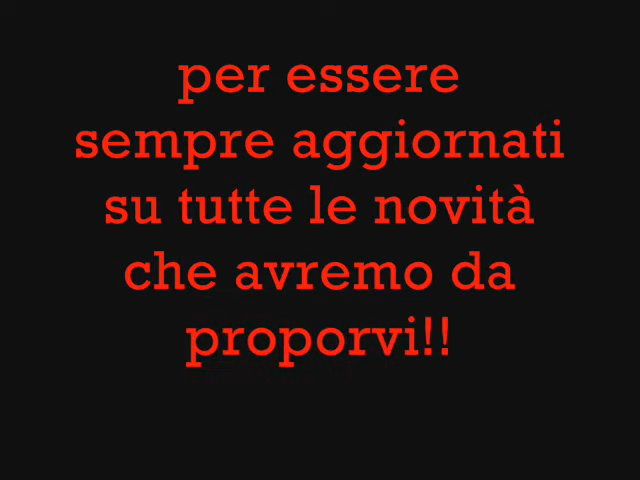 per essere
sempre aggiornati
su tutte le novità
che avremo da
proporvi!!